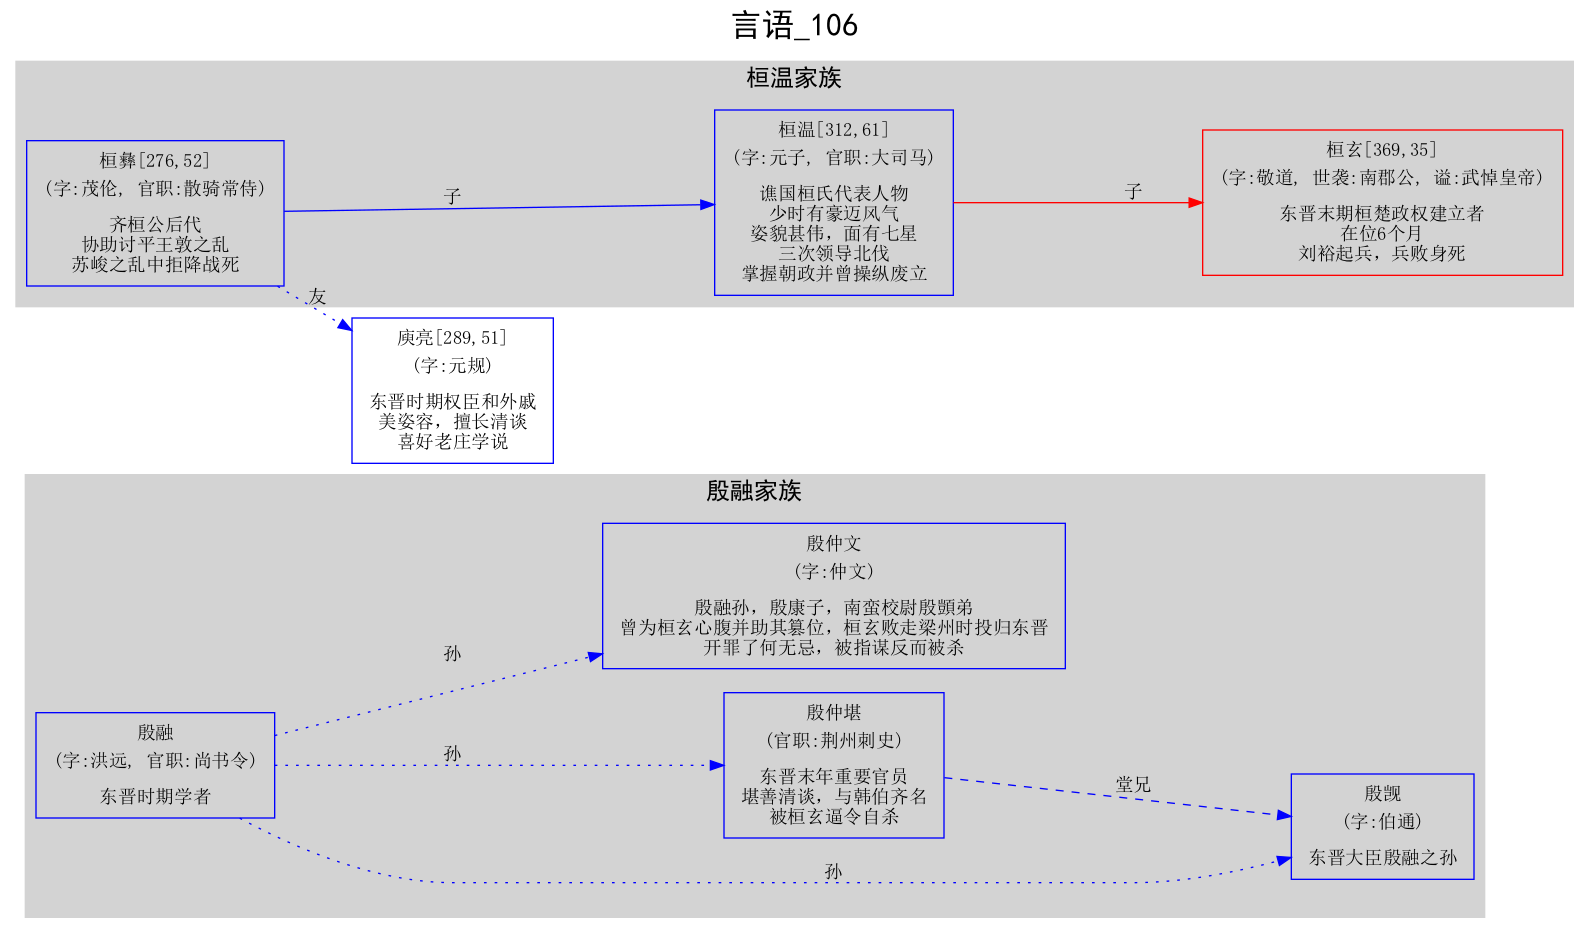 言语_106
桓温家族
桓彝[276,52]
(字:茂伦, 官职:散骑常侍)
齐桓公后代
协助讨平王敦之乱
苏峻之乱中拒降战死
子
桓温[312,61]
(字:元子, 官职:大司马)
谯国桓氏代表人物
少时有豪迈风气
姿貌甚伟，面有七星
三次领导北伐
掌握朝政并曾操纵废立
子
桓玄[369,35]
(字:敬道, 世袭:南郡公, 谥:武悼皇帝)
东晋末期桓楚政权建立者
在位6个月
刘裕起兵，兵败身死
友
庾亮[289,51]
(字:元规)
东晋时期权臣和外戚
美姿容，擅长清谈
喜好老庄学说
殷融家族
殷仲文
(字:仲文)
殷融孙，殷康子，南蛮校尉殷顗弟
曾为桓玄心腹并助其篡位，桓玄败走梁州时投归东晋
开罪了何无忌，被指谋反而被杀
孙
殷融
(字:洪远, 官职:尚书令)
东晋时期学者
孙
殷仲堪
(官职:荆州刺史)
东晋末年重要官员
堪善清谈，与韩伯齐名
被桓玄逼令自杀
堂兄
殷觊
(字:伯通)
东晋大臣殷融之孙
孙